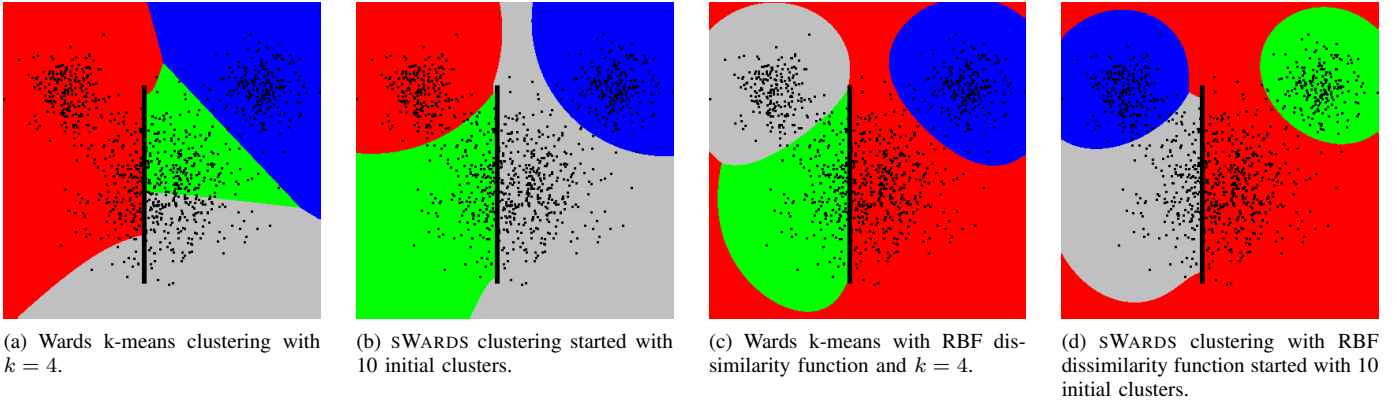 (a) Wards k-means clustering with
k = 4.
(b) SWARDS clustering started with
10 initial clusters.
(c) Wards k-means with RBF dis-
similarity function and k = 4.
(d) SWARDS clustering with RBF
dissimilarity function started with 10
initial clusters.